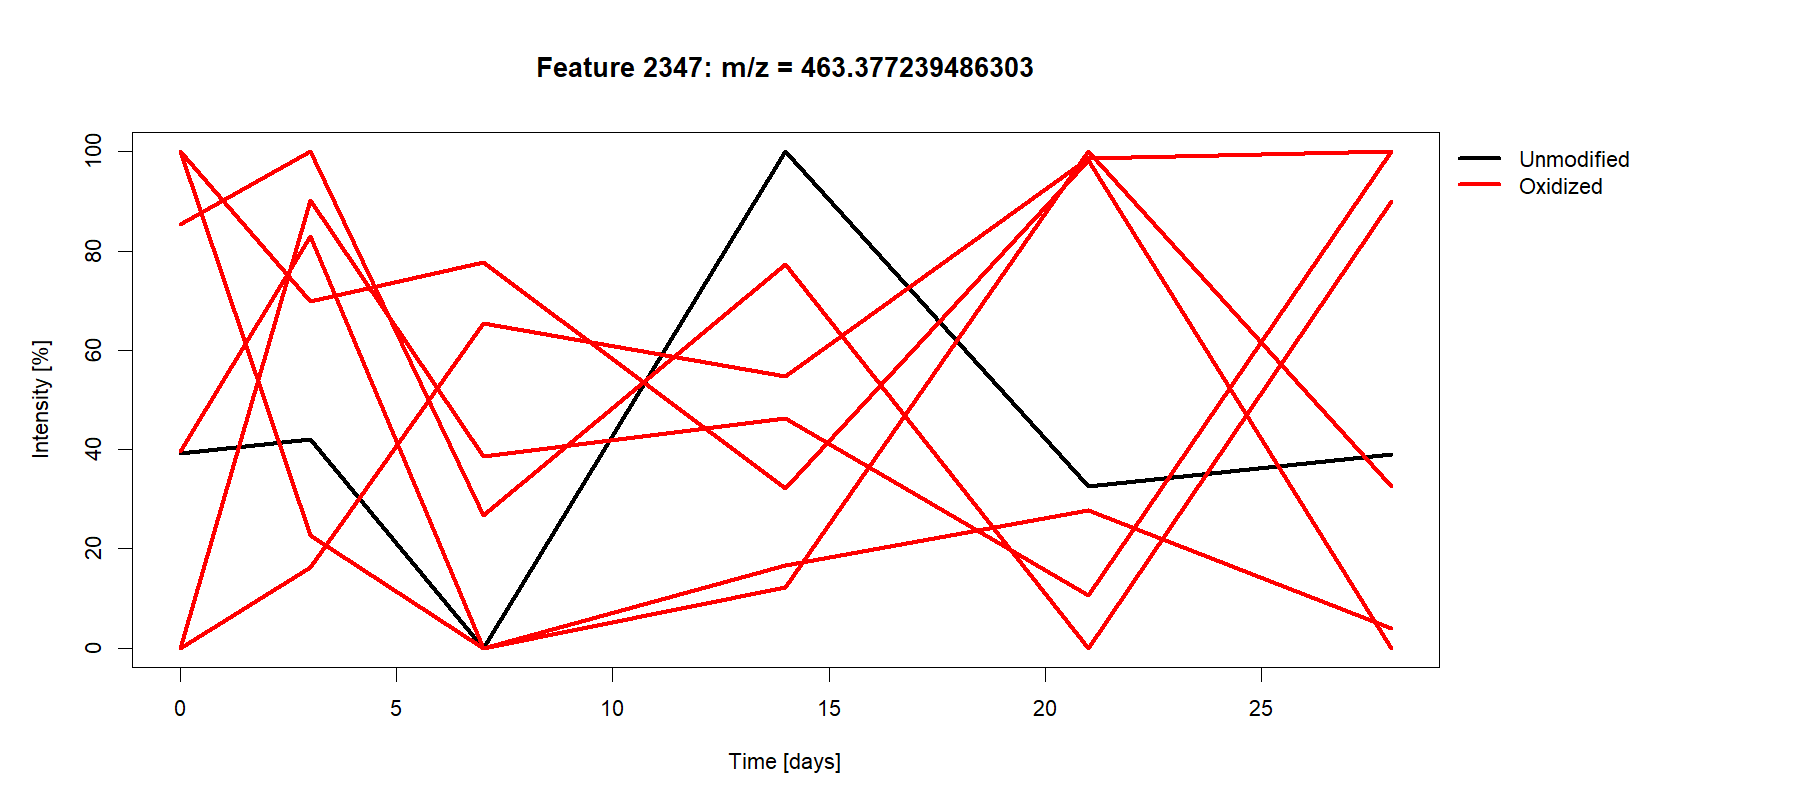 Feature 2347: m/z = 463.377239486303
100
80
60
40
20
0
Intensity [%]
0 5 10 15 20 25
Time [days]
Unmodified
Oxidized